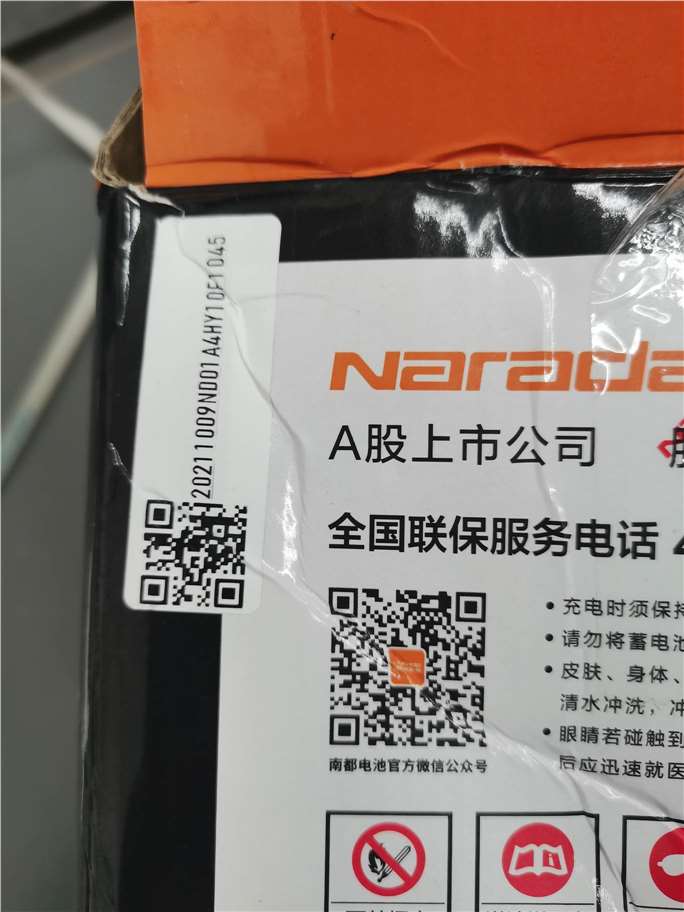 20211009ND01A4HY10F1045
Narada
A股上市公司
全国联保服务电话
• 充电时须保持
• 请勿将蓄电池
• 皮肤、身体、
清水冲洗，冲
• 眼睛若碰触到
后应迅速就医
南都电池官方微信公众号